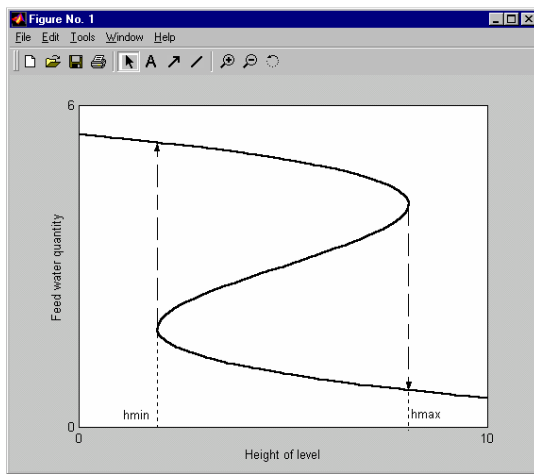 Figure No. 1
File Edit Tools Window Help
A
6
Feed water quantity
hmin
hmax
0
0
10
Height of level